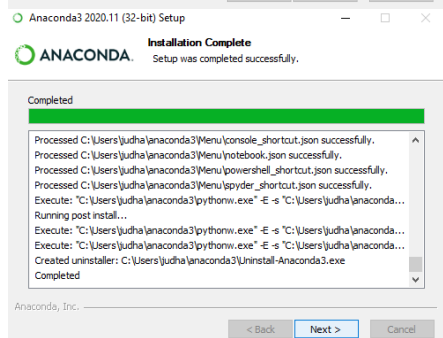 Anaconda3 2020.11 (32-bit) Setup
ANACONDA.
Installation Complete
Setup was completed successfully.
Completed
Processed C:\Users\judha\anaconda3\Menu\console_shortcut.json successfully.
Processed C:\Users\judha\anaconda3\Menu\notebook.json successfully.
Processed C:\Users\judha\anaconda3\Menu\powershell_shortcut.json successfully.
Processed C:\Users\judha\anaconda3\Menu\spyder_shortcut.json successfully.
Execute: "C:\Users\judha\anaconda3\pythonw.exe" -E -s "C:\Users\judha\anaconda...
Running post install...
Execute: "C:\Users\judha\anaconda3\pythonw.exe" -E -s "C:\Users\judha\anaconda...
Execute: "C:\Users\judha\anaconda3\pythonw.exe" -E -s "C:\Users\judha\anaconda...
Created uninstaller: C:\Users\judha\anaconda3\Uninstall-Anaconda3.exe
Completed
Anaconda, Inc.
< Back
Next >
Cancel